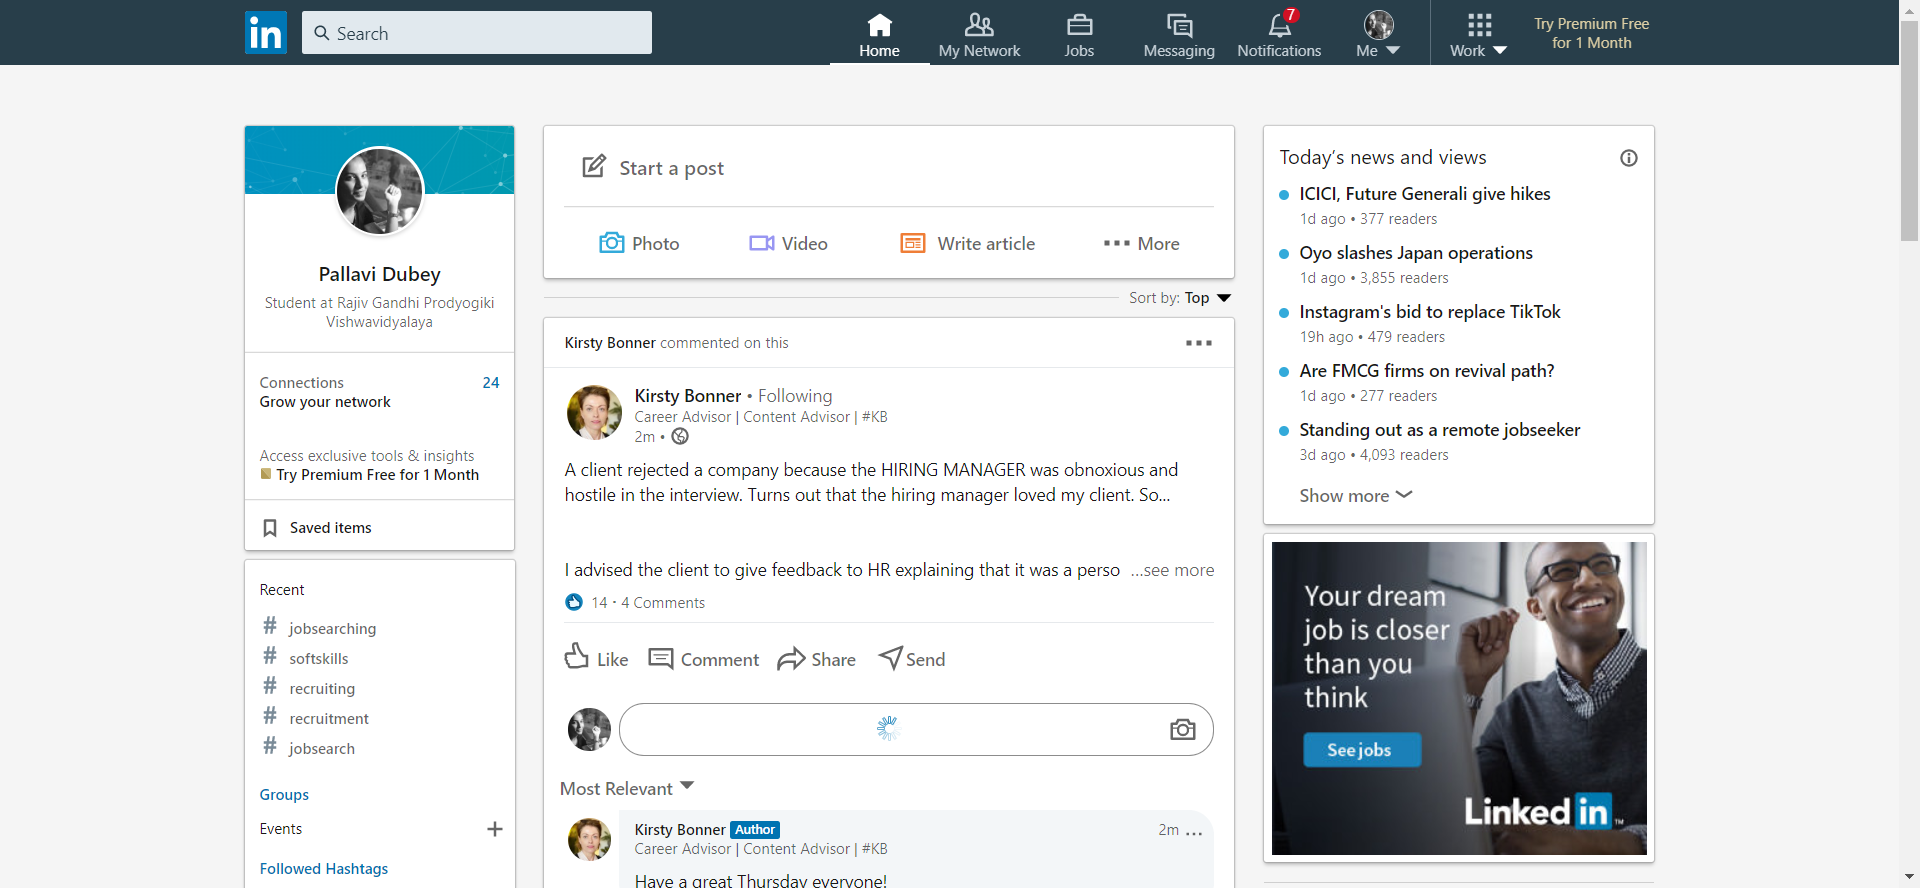 in
Search
Home
My Network
Jobs
Messaging
7
Notifications
Me
Work
Try Premium Free
for 1 Month
Pallavi Dubey
Student at Rajiv Gandhi Prodyogiki
Vishwavidyalaya
Connections 24
Grow your network
Access exclusive tools & insights
Try Premium Free for 1 Month
Saved items
Recent
# jobsearching
# softskills
# recruiting
# recruitment
# jobsearch
Groups
Events +
Followed Hashtags
Start a post
Photo
Video
Write article
More
Sort by: Top
Kirsty Bonner commented on this
Kirsty Bonner • Following
Career Advisor | Content Advisor | #KB
2m •
A client rejected a company because the HIRING MANAGER was obnoxious and
hostile in the interview. Turns out that the hiring manager loved my client. So...
I advised the client to give feedback to HR explaining that it was a perso ...see more
14 · 4 Comments
Like
Comment
Share
Send
Most Relevant
Kirsty Bonner Author 2m ...
Career Advisor | Content Advisor | #KB
Have a great Thursday everyone!
Today’s news and views
ICICI, Future Generali give hikes
1d ago • 377 readers
Oyo slashes Japan operations
1d ago • 3,855 readers
Instagram's bid to replace TikTok
19h ago • 479 readers
Are FMCG firms on revival path?
1d ago • 277 readers
Standing out as a remote jobseeker
3d ago • 4,093 readers
Show more
Your dream
job is closer
than you
think
See jobs
Linked in ™